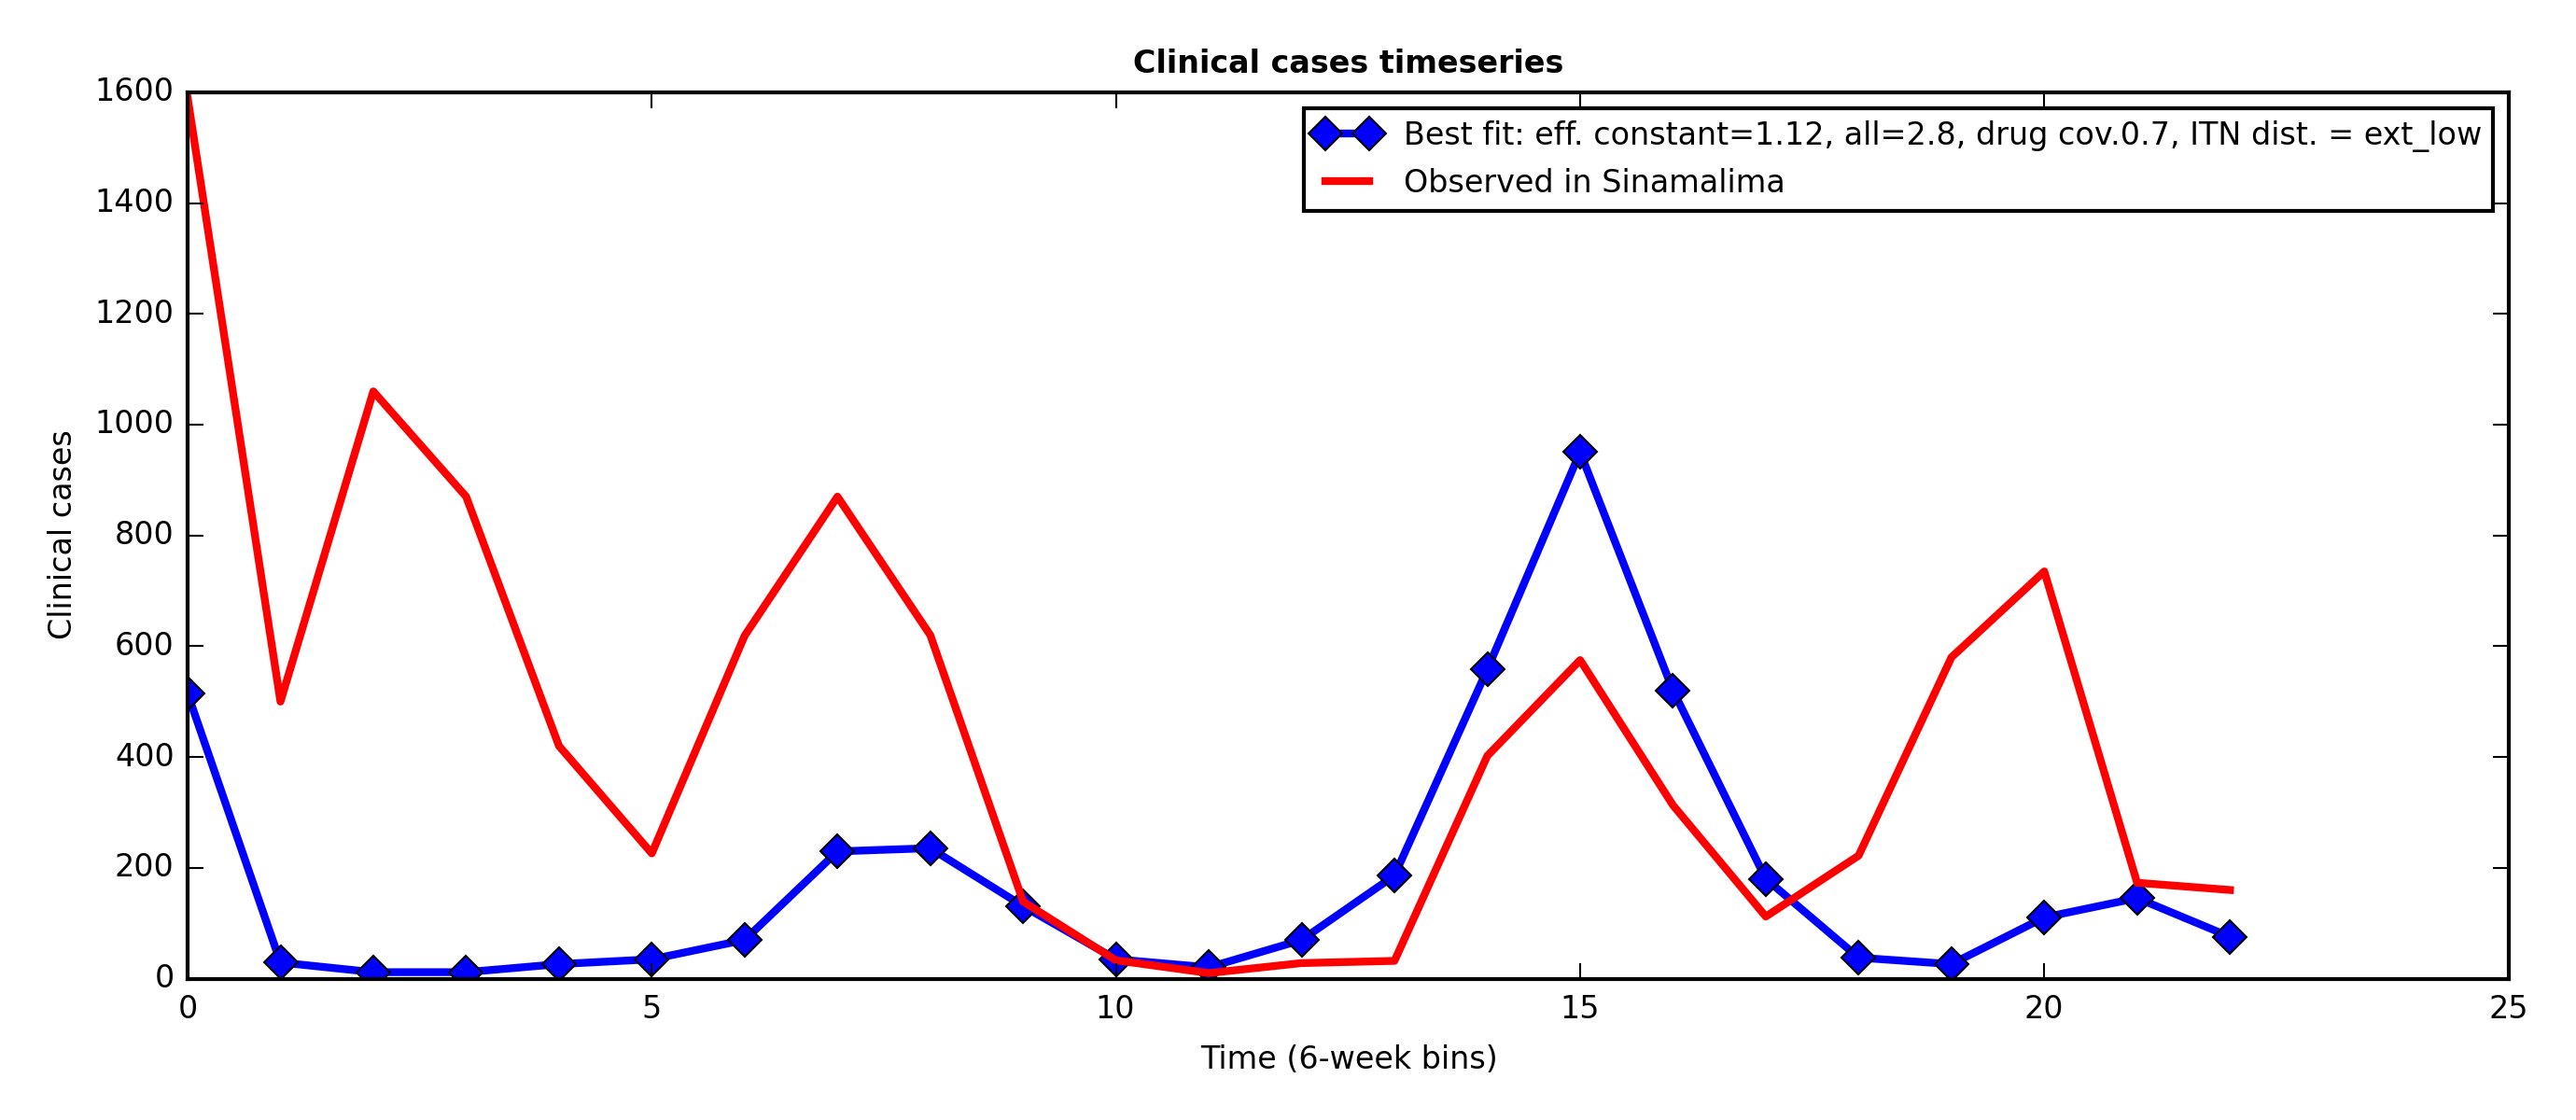 Clinical cases timeseries
1600
1400
1200
1000
800
600
400
200
0
Clinical cases
Best fit: eff. constant=1.12, all=2.8, drug cov.0.7, ITN dist. = ext_low
Observed in Sinamalima
0 5 10 15 20 25
Time (6-week bins)